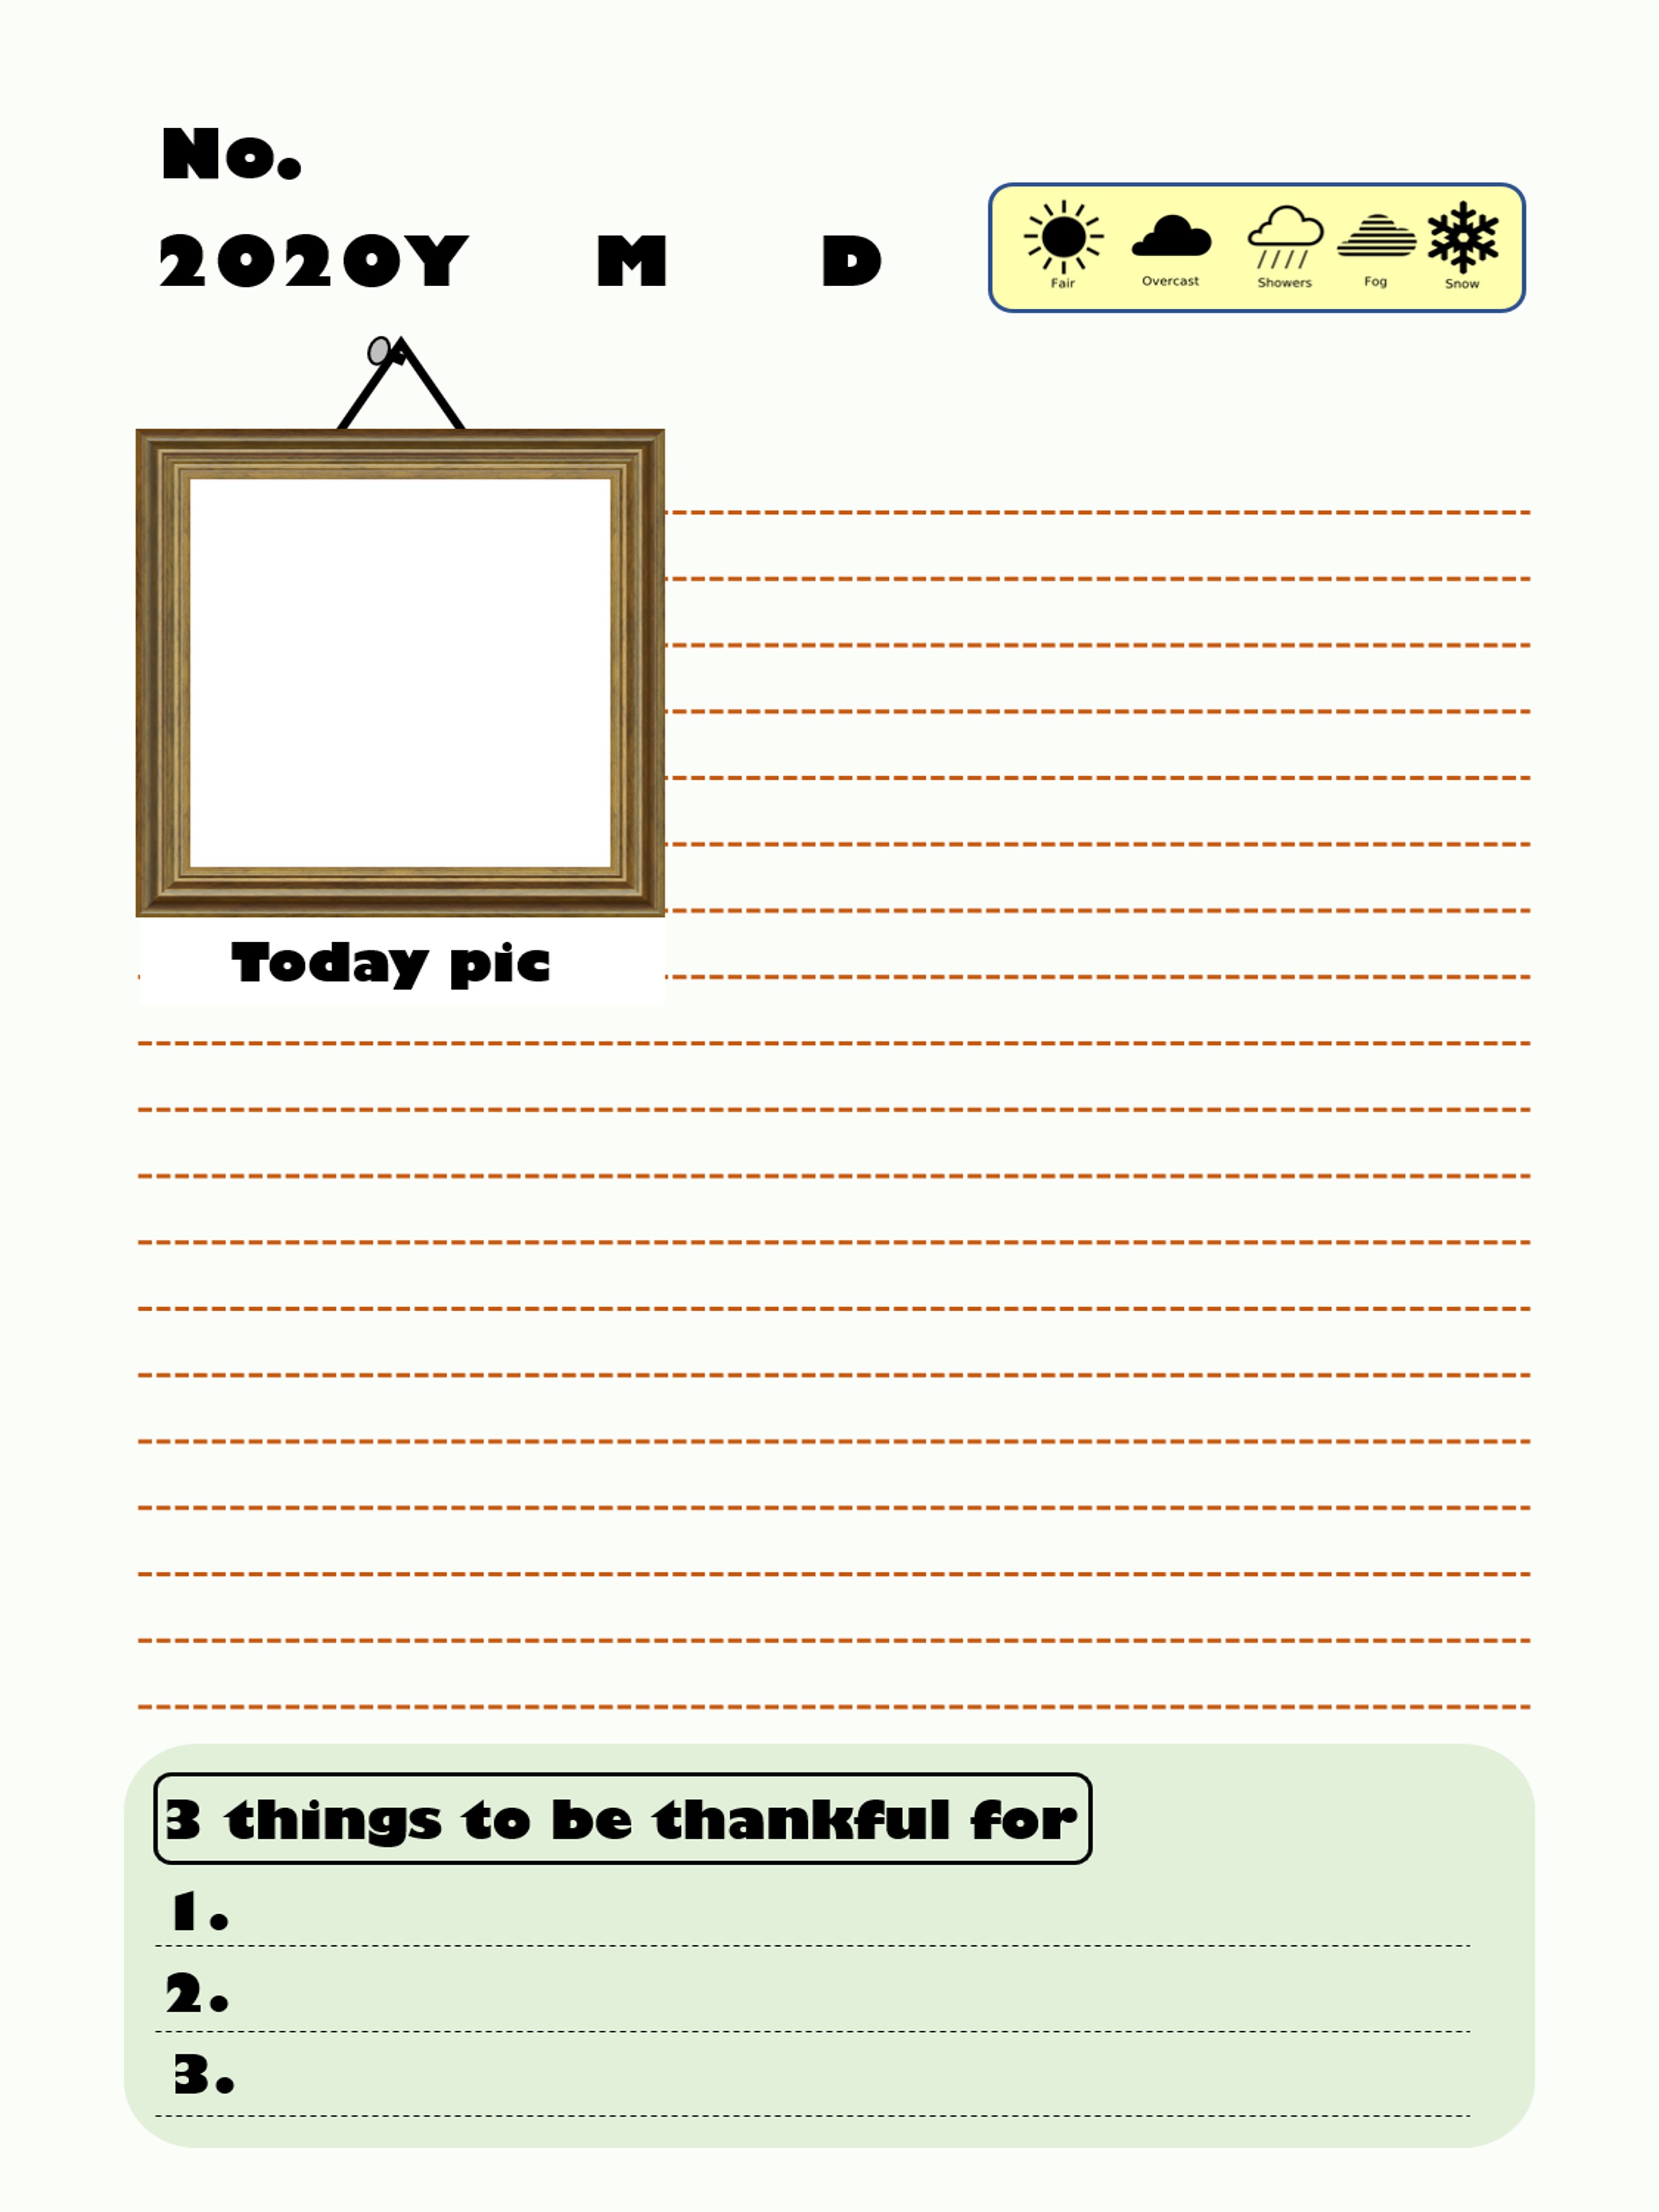 No.
2020Y M D
Fair Overcast Showers Fog Snow
Today pic
3 things to be thankful for
1.
2.
3.